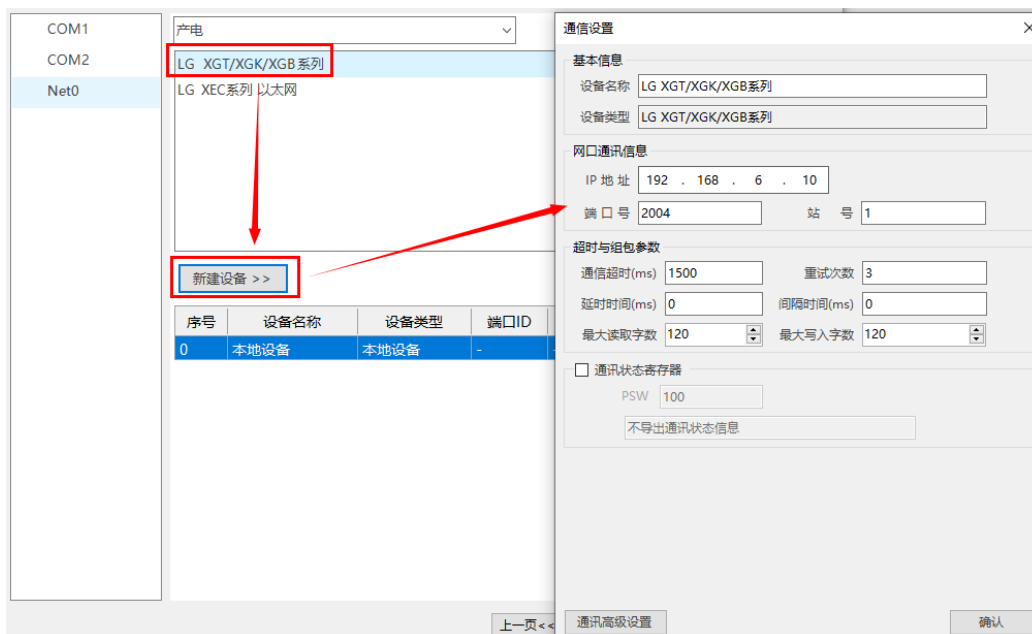 COM1
COM2
Net0
产电
LG XGT/XGK/XGB系列
LG XEC系列 以太网
新建设备 >>
序号 设备名称 设备类型 端口ID
0 本地设备 本地设备 - -
上一页<<
通信设置
基本信息
设备名称 LG XGT/XGK/XGB系列
设备类型 LG XGT/XGK/XGB系列
网口通讯信息
IP 地 址 192 . 168 . 6 . 10
端 口 号 2004 站 号 1
超时与组包参数
通信超时(ms) 1500 重试次数 3
延时时间(ms) 0 间隔时间(ms) 0
最大读取字数 120 最大写入字数 120
通讯状态寄存器
PSW 100
不导出通讯状态信息
通讯高级设置 确认